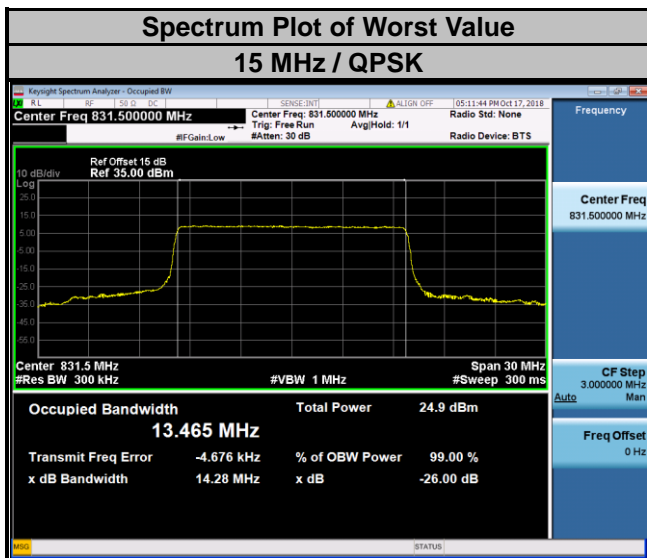 Spectrum Plot of Worst Value
15 MHz / QPSK
Keysight Spectrum Analyzer - Occupied BW
RL RF 50 Ω DC SENSE:INT ALIGN OFF 05:11:44 PM Oct 17, 2018
Center Freq 831.500000 MHz
Center Freq: 831.500000 MHz Radio Std: None
Trig: Free Run Avg|Hold: 1/1
#IFGain:Low #Atten: 30 dB Radio Device: BTS
Ref Offset 15 dB
10 dB/div Ref 35.00 dBm
Log
25.0
15.0
5.00
-5.00
-15.0
-25.0
-35.0
-45.0
-55.0
Center 831.5 MHz Span 30 MHz
#Res BW 300 kHz #VBW 1 MHz #Sweep 300 ms
Occupied Bandwidth Total Power 24.9 dBm
13.465 MHz
Transmit Freq Error -4.676 kHz % of OBW Power 99.00 %
x dB Bandwidth 14.28 MHz x dB -26.00 dB
MSG STATUS
Frequency
Center Freq
831.500000 MHz
CF Step
3.000000 MHz
Auto Man
Freq Offset
0 Hz